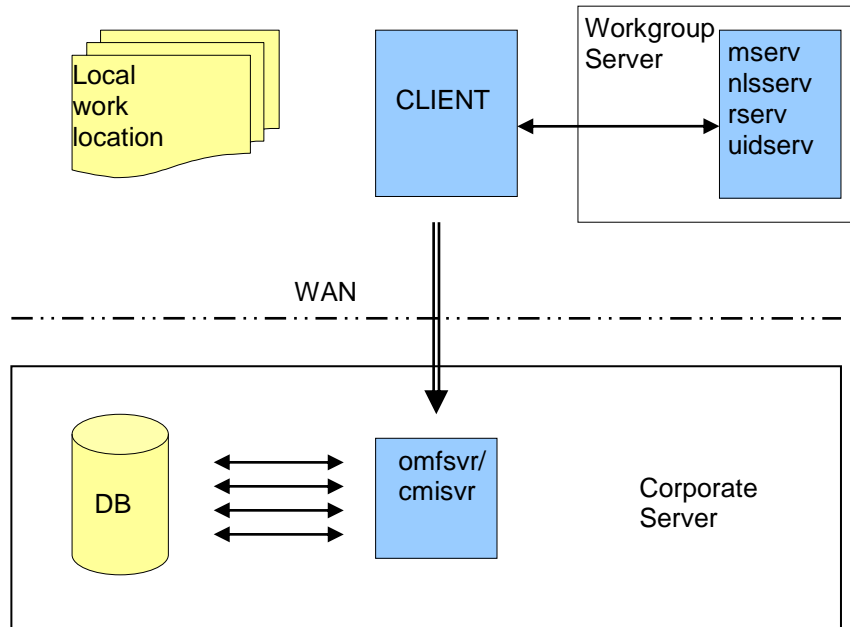 Local
work
location
CLIENT
Workgroup
Server
mserv
nlsserv
rserv
uidserv
WAN
DB
omfsvr/
cmisvr
Corporate
Server